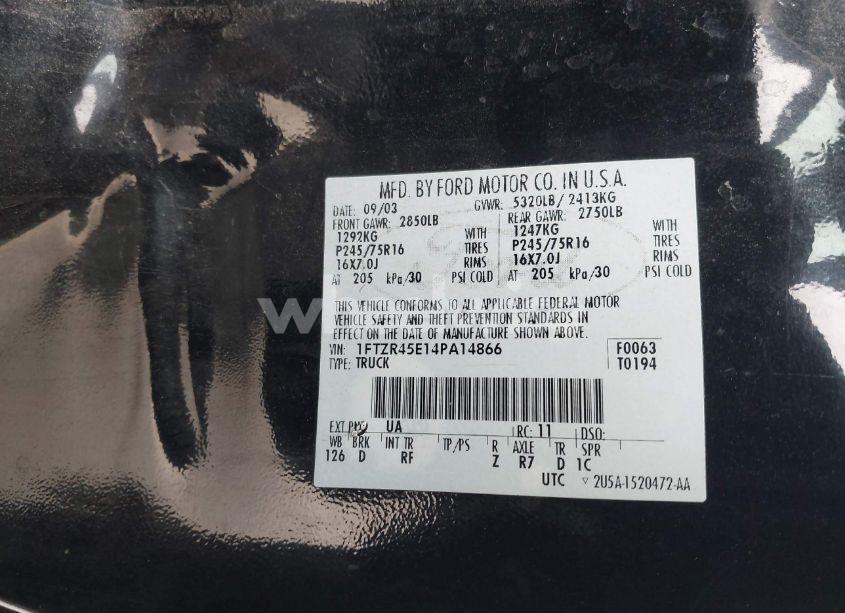 MFD. BY FORD MOTOR CO. IN U.S.A.
DATE: 09/03 GVWR: 5320LB/ 2413KG
FRONT GAWR: 2850LB REAR GAWR: 2750LB
1292KG WITH 1247KG WITH
P245/75R16 TIRES P245/75R16 TIRES
16X7.0J RIMS 16X7.0J RIMS
AT 205 kPa/30 PSI COLD AT 205 kPa/30 PSI COLD
THIS VEHICLE CONFORMS TO ALL APPLICABLE FEDERAL MOTOR
VEHICLE SAFETY AND THEFT PREVENTION STANDARDS IN
EFFECT ON THE DATE OF MANUFACTURE SHOWN ABOVE.
VIN: 1FTZR45E14PA14866 F0063
TYPE: TRUCK T0194
EXT UA RC: 11 DSO:
WB BRK INT TR TP/PS R AXLE TR SPR
126 D RF Z R7 D 1C
UTC ▽ 2U5A-1520472-AA